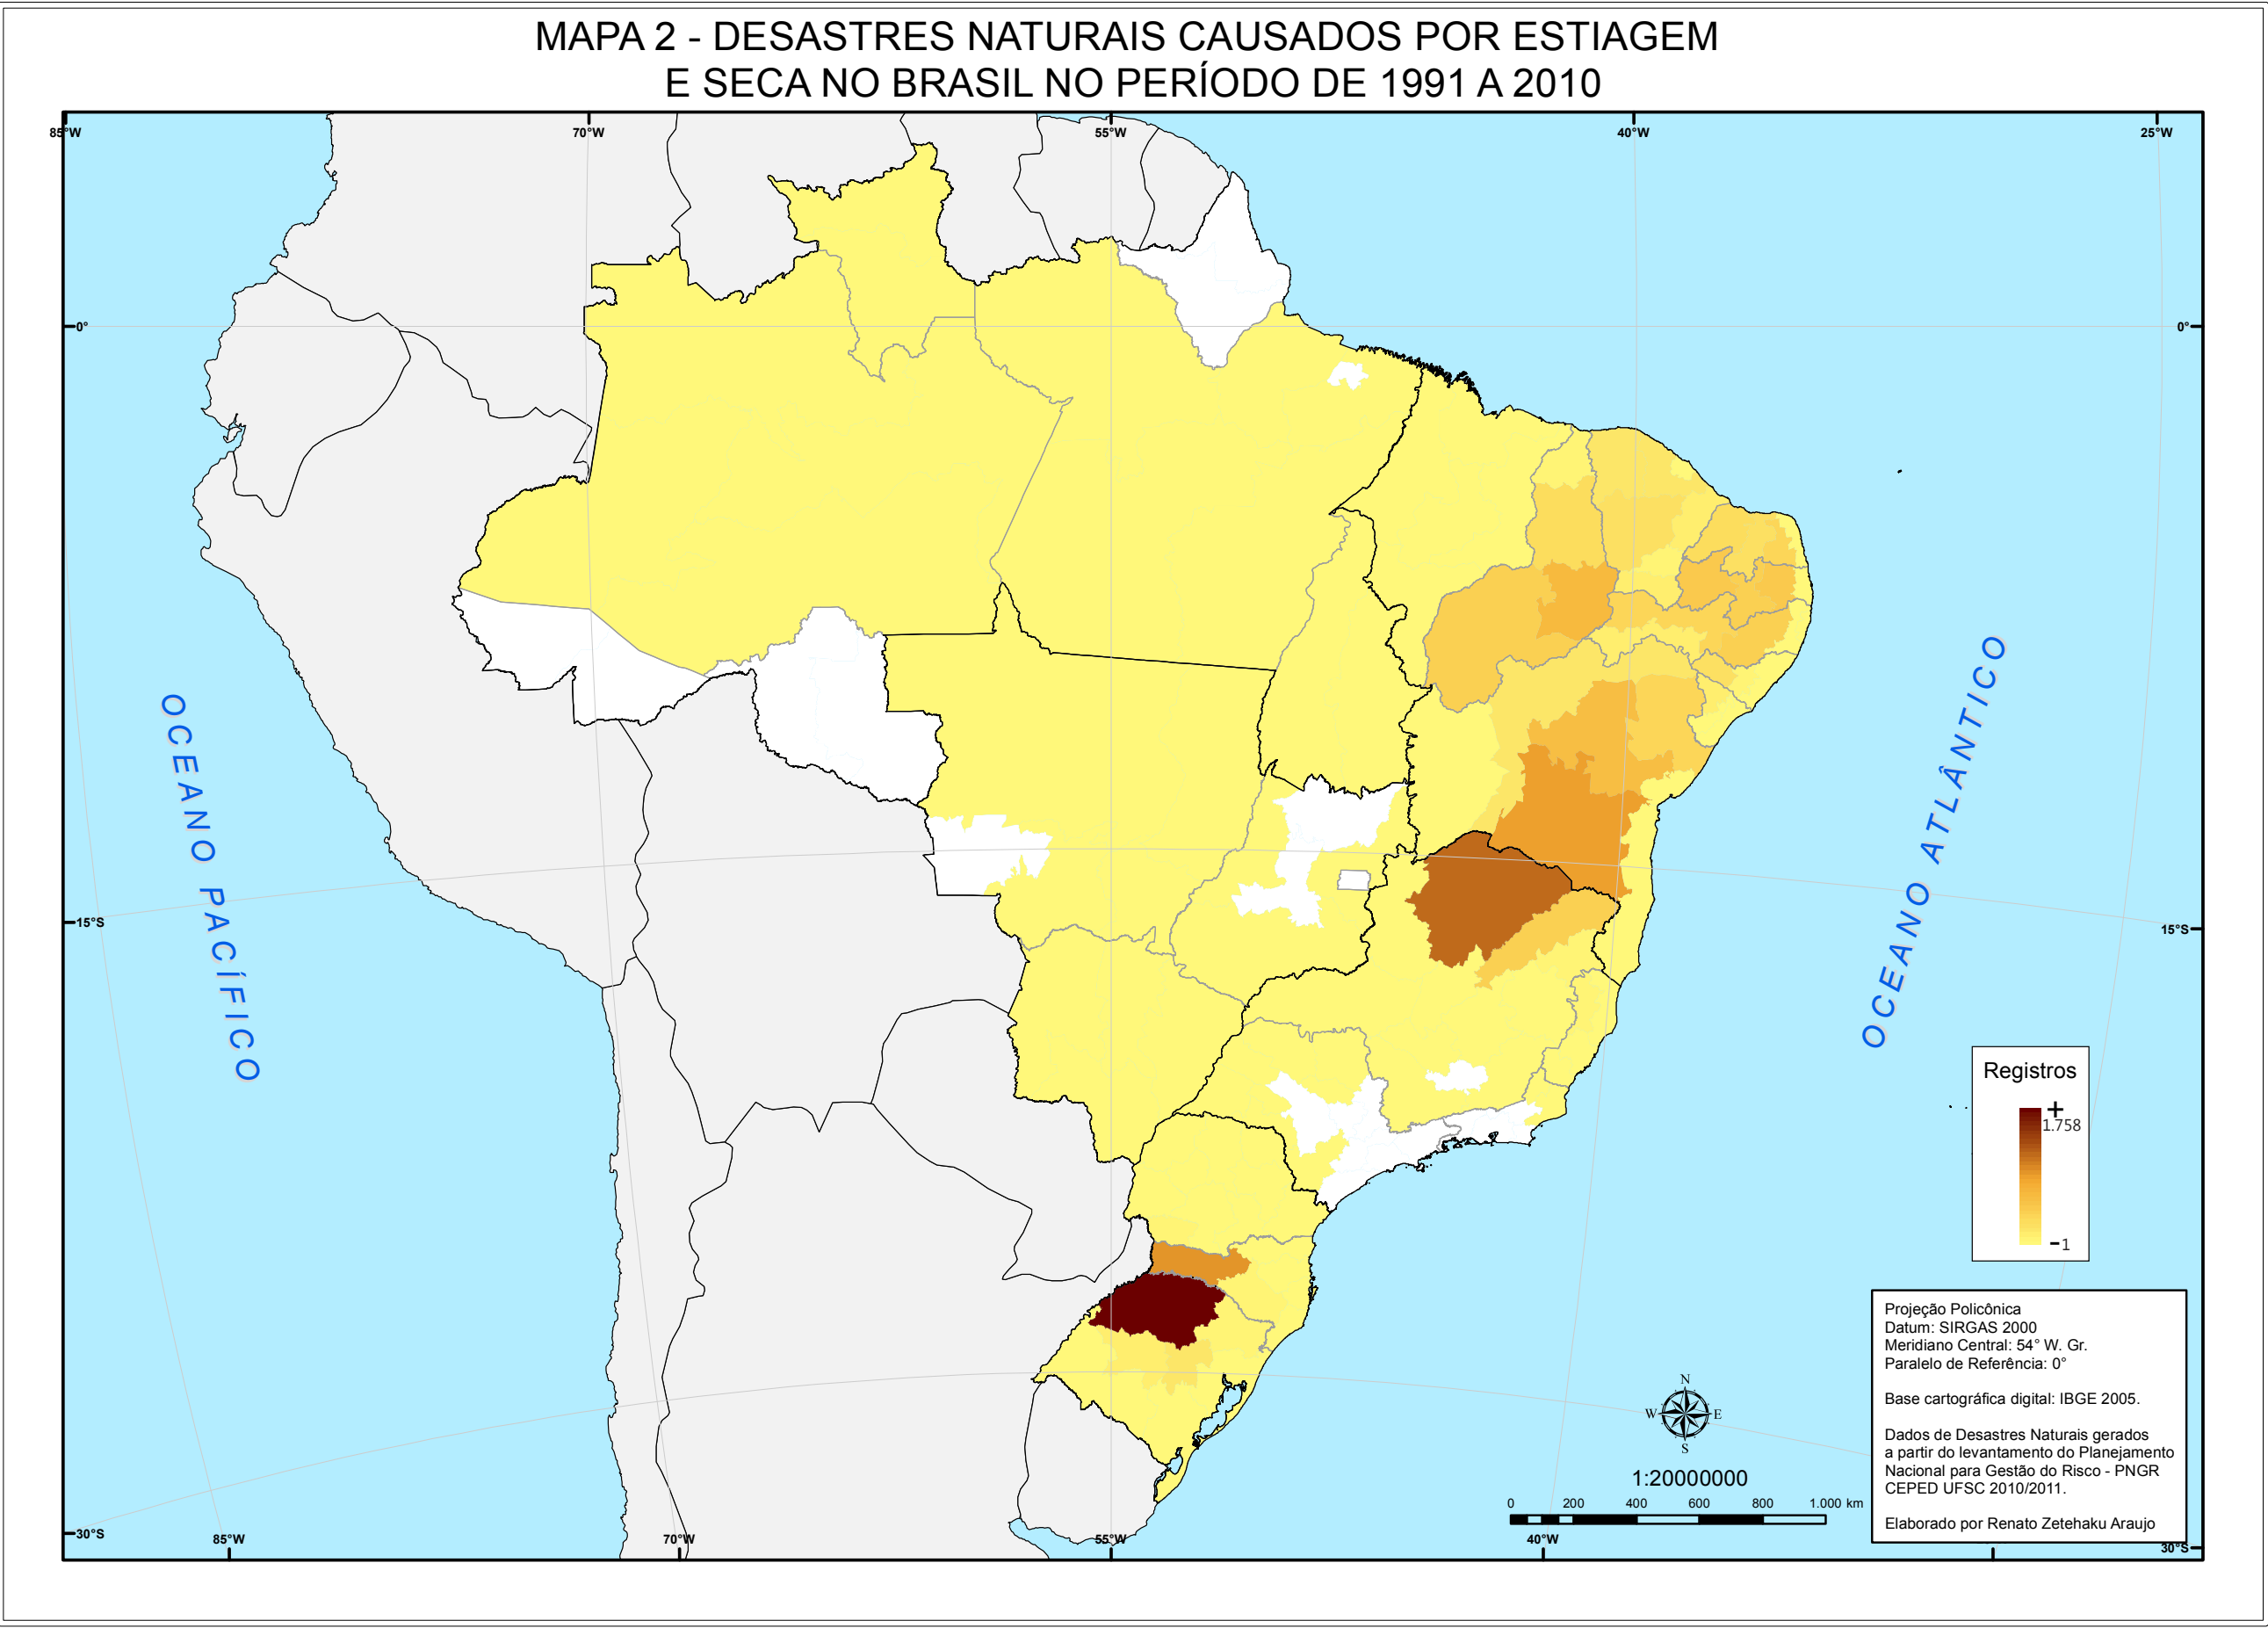 MAPA 2 - DESASTRES NATURAIS CAUSADOS POR ESTIAGEM
E SECA NO BRASIL NO PERÍODO DE 1991 A 2010
85°W
70°W
55°W
40°W
25°W
0°
0°
OCEANO PACÍFICO
OCEANO ATLÂNTICO
15°S
15°S
Registros
+
1.758
-1
Projeção Policônica
Datum: SIRGAS 2000
Meridiano Central: 54° W. Gr.
Paralelo de Referência: 0°
Base cartográfica digital: IBGE 2005.
Dados de Desastres Naturais gerados
a partir do levantamento do Planejamento
Nacional para Gestão do Risco - PNGR
CEPED UFSC 2010/2011.
Elaborado por Renato Zetehaku Araujo
N
W
E
S
1:20000000
0 200 400 600 800 1.000 km
30°S
30°S
85°W
70°W
55°W
40°W